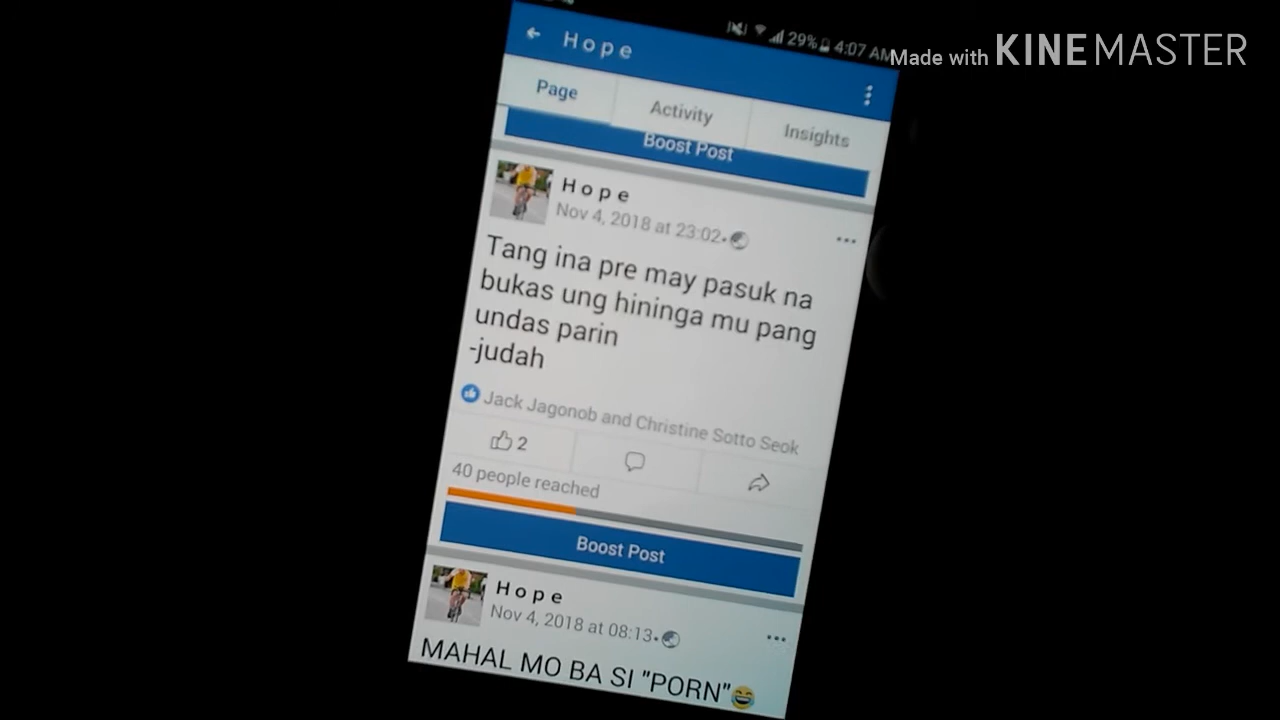 29% 4:07 AM
Made with KINEMASTER
Hope
Page Activity Insights
Boost Post
Hope
Nov 4, 2018 at 23:02
Tang ina pre may pasuk na
bukas ung hininga mu pang
undas parin
-judah
Jack Jagonob and Christine Sotto Seok
2
40 people reached
Boost Post
Hope
Nov 4, 2018 at 08:13
MAHAL MO BA SI "PORN"😂